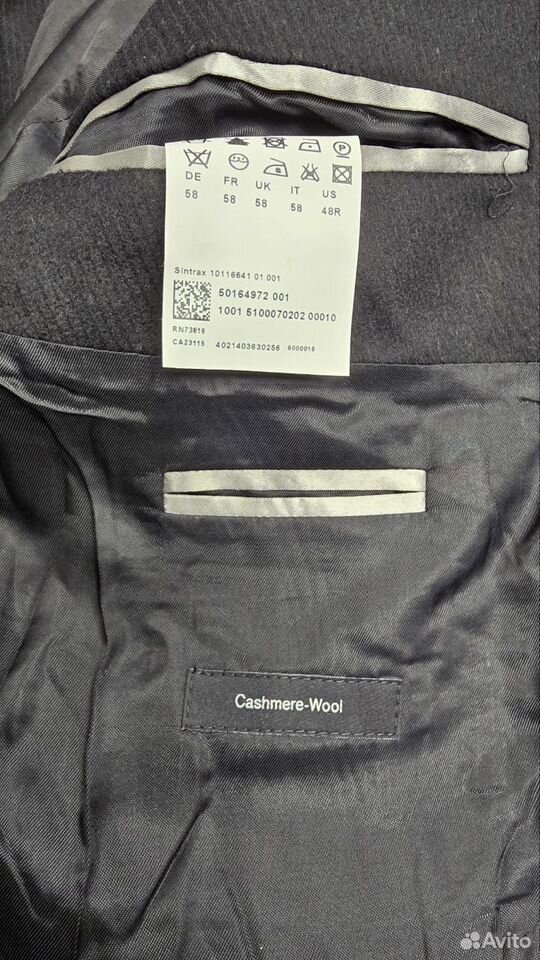 DE FR UK IT US
58 58 58 58 48R
Sintrax 10116641 01 001
50164972 001
1001 5100070202 00010
RN73616
CA23115 4021403630256 6000016
Cashmere-Wool
Avito